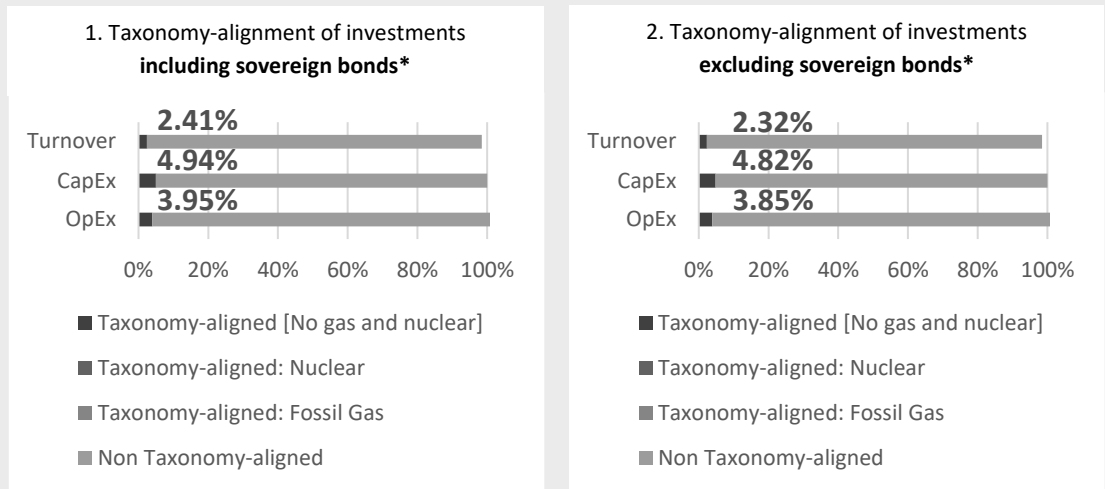 1. Taxonomy-alignment of investments
including sovereign bonds*
Turnover
2.41%
CapEx
4.94%
OpEx
3.95%
0% 20% 40% 60% 80% 100%
Taxonomy-aligned [No gas and nuclear]
Taxonomy-aligned: Nuclear
Taxonomy-aligned: Fossil Gas
Non Taxonomy-aligned
2. Taxonomy-alignment of investments
excluding sovereign bonds*
Turnover
2.32%
CapEx
4.82%
OpEx
3.85%
0% 20% 40% 60% 80% 100%
Taxonomy-aligned [No gas and nuclear]
Taxonomy-aligned: Nuclear
Taxonomy-aligned: Fossil Gas
Non Taxonomy-aligned